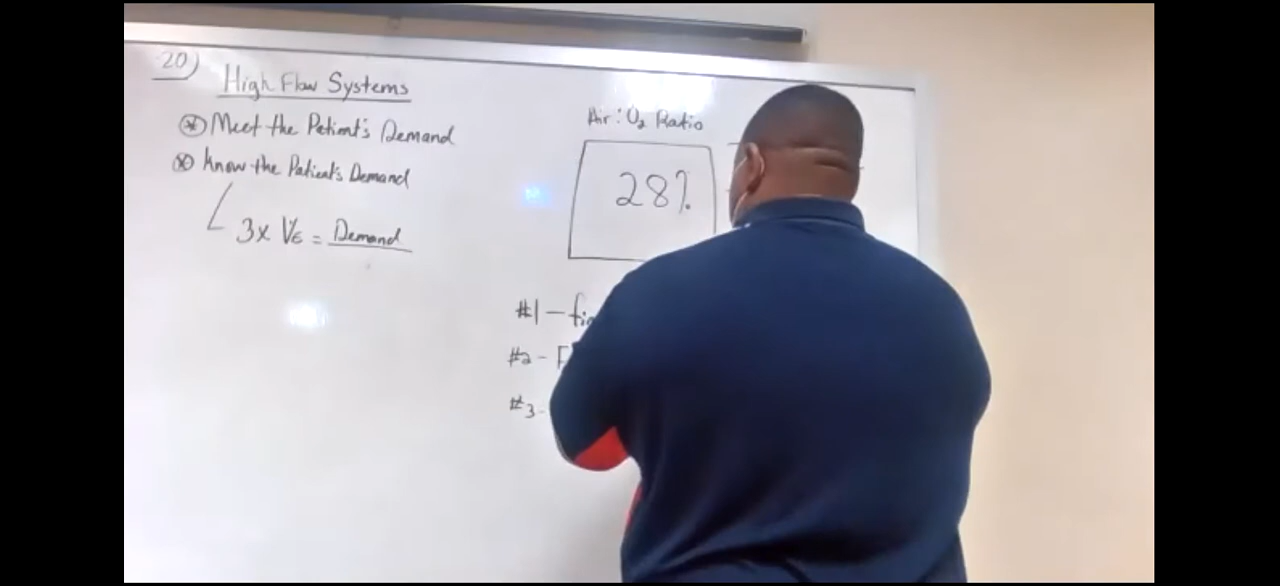 20)
High Flow Systems
Meet the Patient's Demand
Know the Patient's Demand
3x V̇E = Demand
Air : O2 Ratio
28%
#1 –
#2 –
#3 –